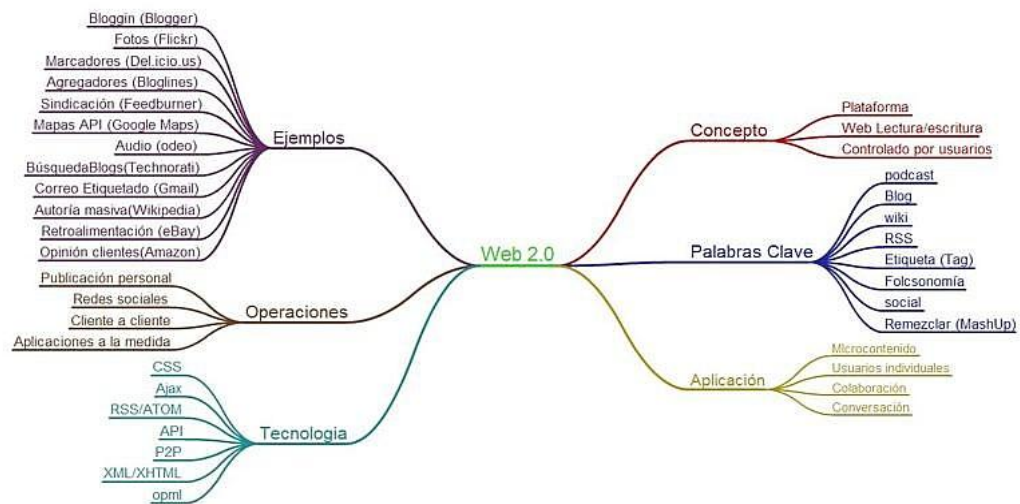 Web 2.0
Ejemplos
Bloggin (Blogger)
Fotos (Flickr)
Marcadores (Del.icio.us)
Agregadores (Bloglines)
Sindicación (Feedburner)
Mapas API (Google Maps)
Audio (odeo)
BúsquedaBlogs(Technorati)
Correo Etiquetado (Gmail)
Autoría masiva(Wikipedia)
Retroalimentación (eBay)
Opinión clientes(Amazon)
Operaciones
Publicación personal
Redes sociales
Cliente a cliente
Aplicaciones a la medida
Tecnologia
CSS
Ajax
RSS/ATOM
API
P2P
XML/XHTML
opml
Concepto
Plataforma
Web Lectura/escritura
Controlado por usuarios
Palabras Clave
podcast
Blog
wiki
RSS
Etiqueta (Tag)
Folcsonomía
social
Remezclar (MashUp)
Aplicación
Microcontenido
Usuarios individuales
Colaboración
Conversación